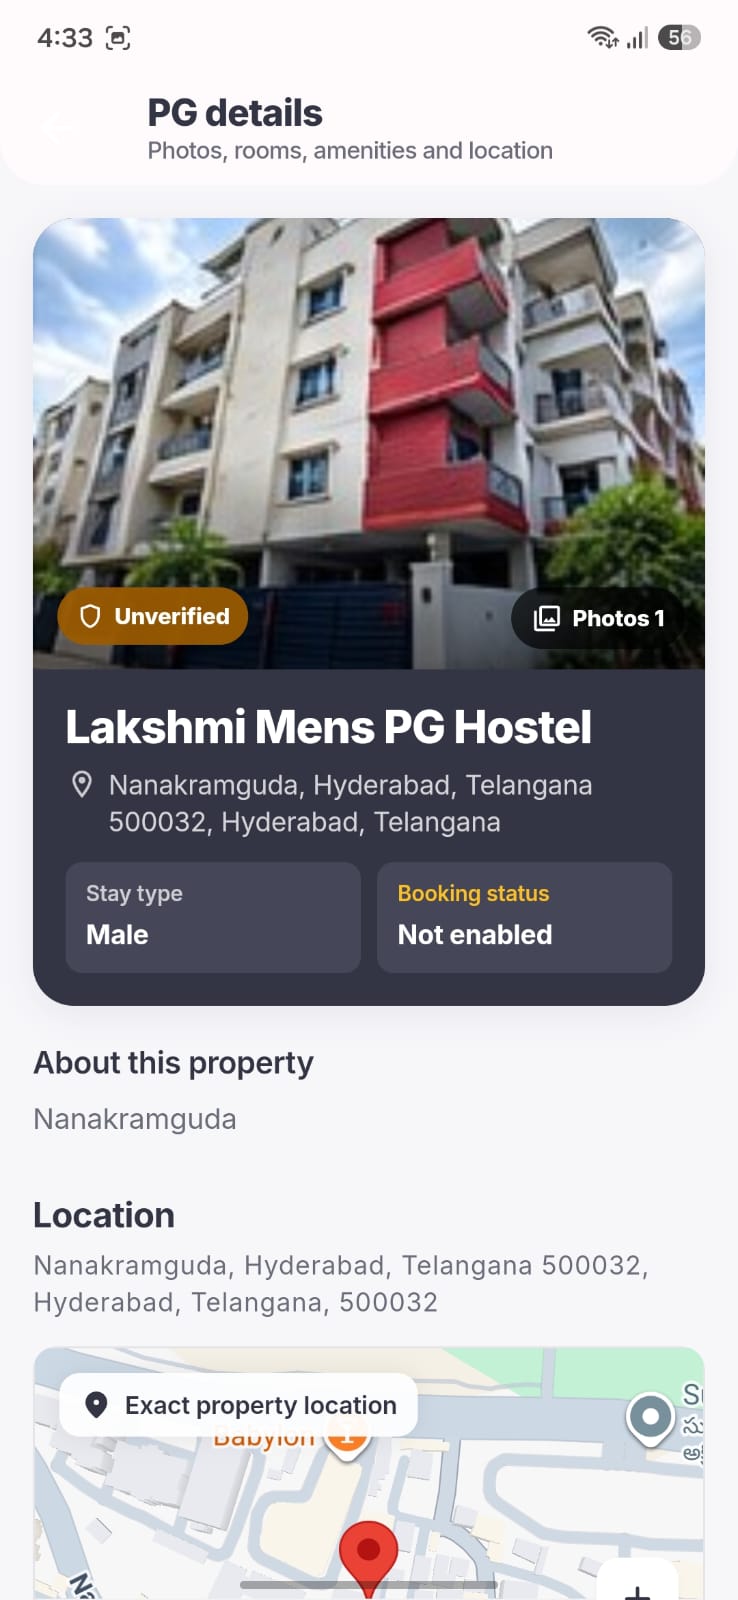 4:33
56
PG details
Photos, rooms, amenities and location
Unverified
Photos 1
Lakshmi Mens PG Hostel
Nanakramguda, Hyderabad, Telangana
500032, Hyderabad, Telangana
Stay type
Booking status
Male
Not enabled
About this property
Nanakramguda
Location
Nanakramguda, Hyderabad, Telangana 500032,
Hyderabad, Telangana, 500032
Exact property location
Babylon